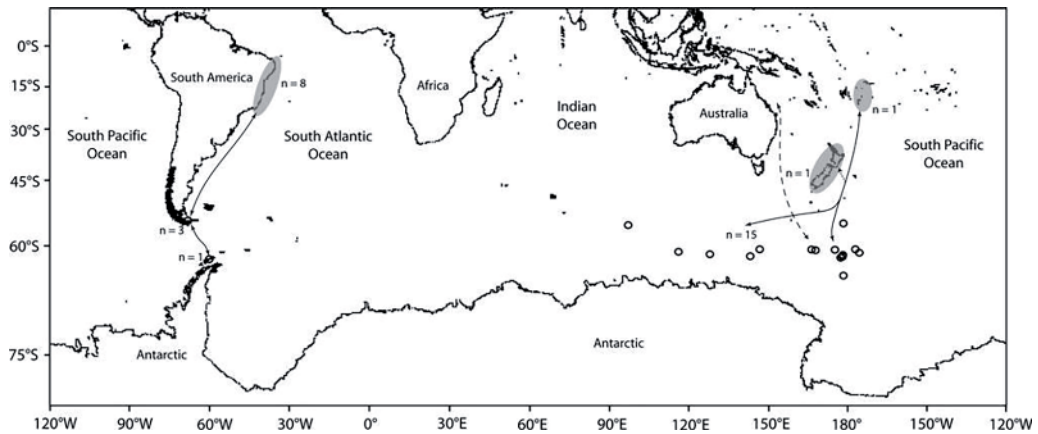 0°S
15°S
30°S
45°S
60°S
75°S
South America
n = 8
Africa
Indian
Ocean
Australia
n = 1
South Pacific
Ocean
South Atlantic
Ocean
South Pacific
Ocean
n = 1
n = 3
n = 15
n = 1
Antarctic
Antarctic
120°W
90°W
60°W
30°W
0°
30°E
60°E
90°E
120°E
150°E
180°
150°W
120°W